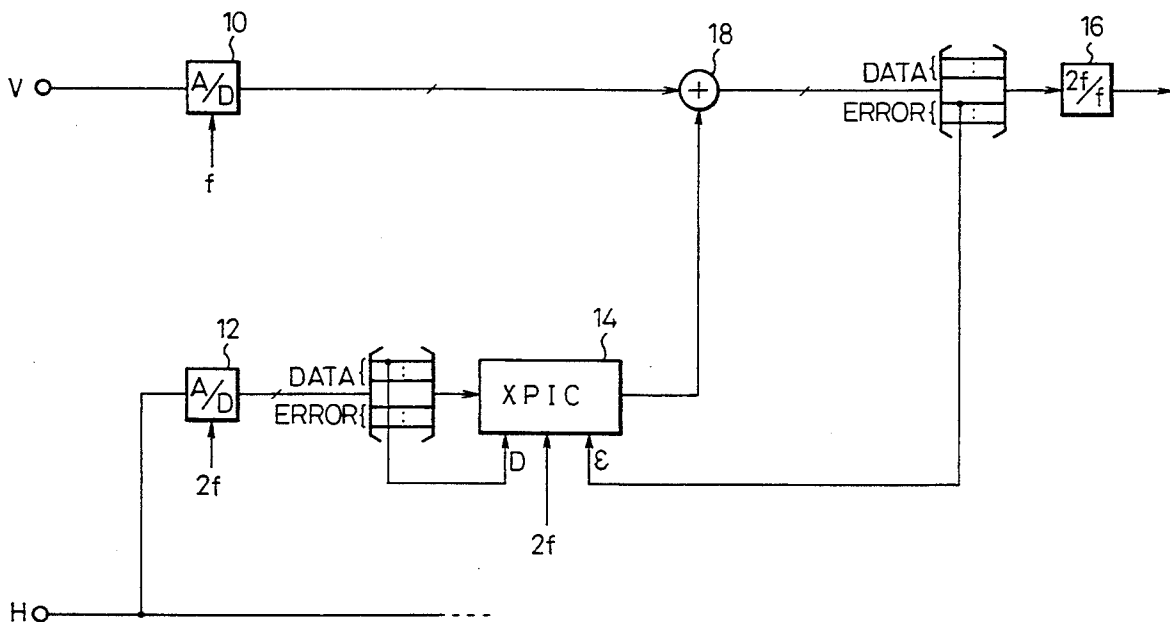 10
18
16
V
A/D
+
DATA{
ERROR{
2f/f
f
12
14
A/D
DATA{
ERROR{
XPIC
D
ε
2f
2f
H